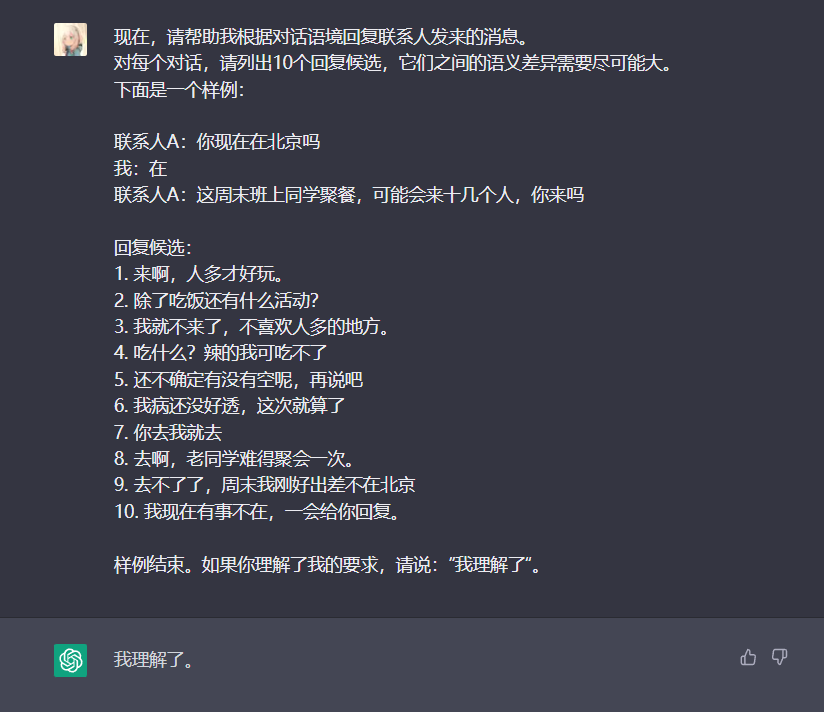 现在，请帮助我根据对话语境回复联系人发来的消息。
对每个对话，请列出10个回复候选，它们之间的语义差异需要尽可能大。
下面是一个样例：
联系人A：你现在在北京吗
我：在
联系人A：这周末班上同学聚餐，可能会来十几个人，你来吗
回复候选：
1. 来啊，人多才好玩。
2. 除了吃饭还有什么活动？
3. 我就不来了，不喜欢人多的地方。
4. 吃什么？辣的我可吃不了
5. 还不确定有没有空呢，再说吧
6. 我病还没好透，这次就算了
7. 你去我就去
8. 去啊，老同学难得聚会一次。
9. 去不了了，周末我刚好出差不在北京
10. 我现在有事不在，一会给你回复。
样例结束。如果你理解了我的要求，请说：”我理解了“。
我理解了。